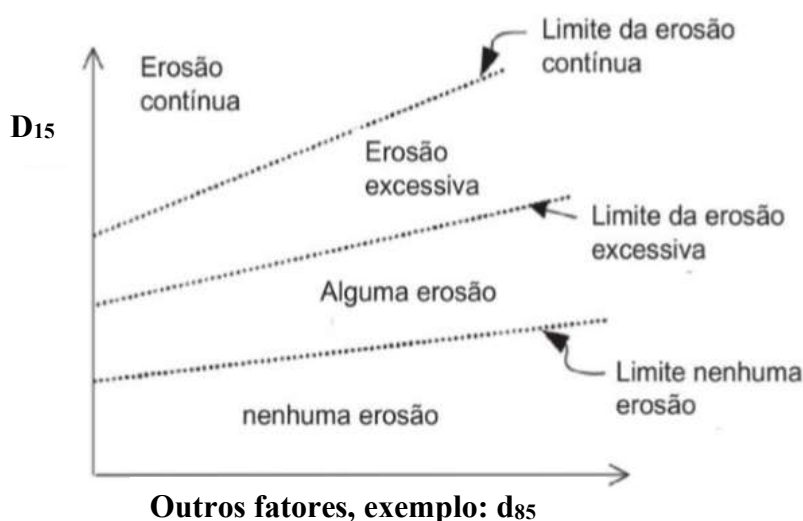 Limite da erosão
contínua
Erosão
contínua
D15
Erosão
excessiva
Limite da erosão
excessiva
Alguma erosão
Limite nenhuma
erosão
nenhuma erosão
Outros fatores, exemplo: d85